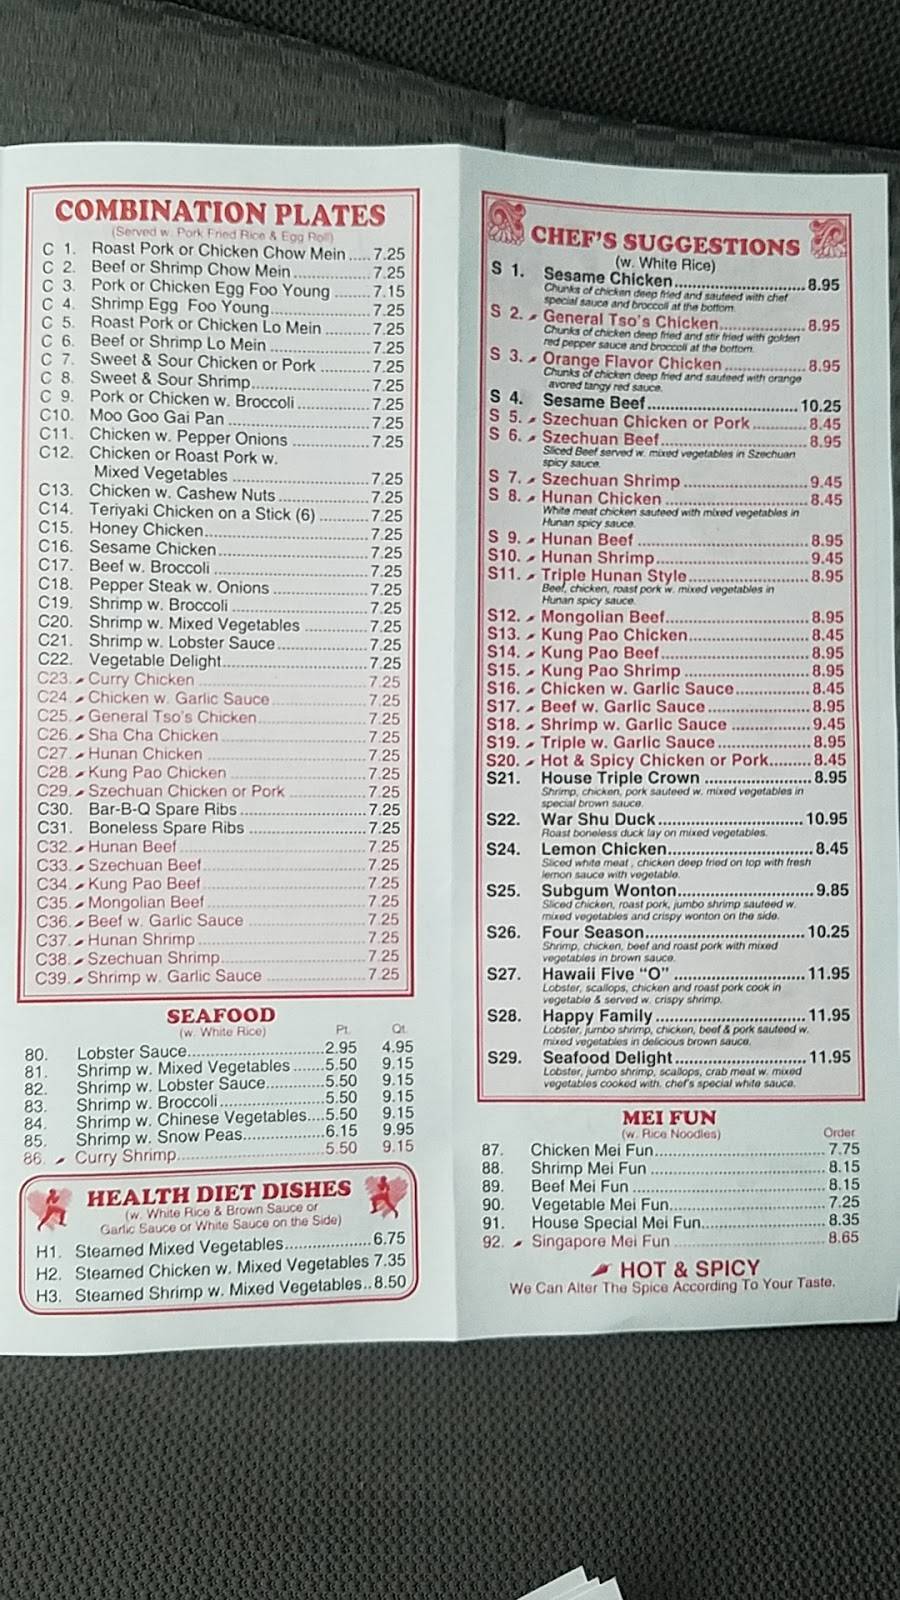 COMBINATION PLATES
(Served w. Pork Fried Rice & Egg Roll)
C 1. Roast Pork or Chicken Chow Mein.....7.25
C 2. Beef or Shrimp Chow Mein...............7.25
C 3. Pork or Chicken Egg Foo Young ........7.15
C 4. Shrimp Egg Foo Young....................7.25
C 5. Roast Pork or Chicken Lo Mein .........7.25
C 6. Beef or Shrimp Lo Mein ....................7.25
C 7. Sweet & Sour Chicken or Pork ..........7.25
C 8. Sweet & Sour Shrimp.......................7.25
C 9. Pork or Chicken w. Broccoli ..............7.25
C10. Moo Goo Gai Pan ..........................7.25
C11. Chicken w. Pepper Onions ...............7.25
C12. Chicken or Roast Pork w.
Mixed Vegetables ..........................7.25
C13. Chicken w. Cashew Nuts .................7.25
C14. Teriyaki Chicken on a Stick (6) .........7.25
C15. Honey Chicken..............................7.25
C16. Sesame Chicken............................7.25
C17. Beef w. Broccoli .............................7.25
C18. Pepper Steak w. Onions ..................7.25
C19. Shrimp w. Broccoli .........................7.25
C20. Shrimp w. Mixed Vegetables ............7.25
C21. Shrimp w. Lobster Sauce.................7.25
C22. Vegetable Delight...........................7.25
C23. Curry Chicken ...............................7.25
C24. Chicken w. Garlic Sauce..................7.25
C25. General Tso's Chicken.....................7.25
C26. Sha Cha Chicken...........................7.25
C27. Hunan Chicken .............................7.25
C28. Kung Pao Chicken .........................7.25
C29. Szechuan Chicken or Pork ..............7.25
C30. Bar-B-Q Spare Ribs .......................7.25
C31. Boneless Spare Ribs ......................7.25
C32. Hunan Beef..................................7.25
C33. Szechuan Beef..............................7.25
C34. Kung Pao Beef..............................7.25
C35. Mongolian Beef.............................7.25
C36. Beef w. Garlic Sauce ......................7.25
C37. Hunan Shrimp ..............................7.25
C38. Szechuan Shrimp...........................7.25
C39. Shrimp w. Garlic Sauce ...................7.25
SEAFOOD
(w. White Rice) Pt. Qt.
80. Lobster Sauce.........................2.95 4.95
81. Shrimp w. Mixed Vegetables .......5.50 9.15
82. Shrimp w. Lobster Sauce............5.50 9.15
83. Shrimp w. Broccoli....................5.50 9.15
84. Shrimp w. Chinese Vegetables....5.50 9.15
85. Shrimp w. Snow Peas................6.15 9.95
86. Curry Shrimp...........................5.50 9.15
HEALTH DIET DISHES
(w. White Rice & Brown Sauce or
Garlic Sauce or White Sauce on the Side)
H1. Steamed Mixed Vegetables..................6.75
H2. Steamed Chicken w. Mixed Vegetables 7.35
H3. Steamed Shrimp w. Mixed Vegetables..8.50
CHEF'S SUGGESTIONS
(w. White Rice)
S 1. Sesame Chicken............................8.95
Chunks of chicken deep fried and sauteed with chef
special sauce and broccoli at the bottom.
S 2. General Tso's Chicken...................8.95
Chunks of chicken deep fried and stir fried with golden
red pepper sauce and broccoli at the bottom.
S 3. Orange Flavor Chicken ..................8.95
Chunks of chicken deep fried and sauteed with orange
avored tangy red sauce.
S 4. Sesame Beef................................10.25
S 5. Szechuan Chicken or Pork ............8.45
S 6. Szechuan Beef...............................8.95
Sliced Beef served w. mixed vegetables in Szechuan
spicy sauce.
S 7. Szechuan Shrimp ..........................9.45
S 8. Hunan Chicken .............................8.45
White meat chicken sauteed with mixed vegetables in
Hunan spicy sauce.
S 9. Hunan Beef ..................................8.95
S10. Hunan Shrimp...............................9.45
S11. Triple Hunan Style.........................8.95
Beef, chicken, roast pork w. mixed vegetables in
Hunan spicy sauce.
S12. Mongolian Beef.............................8.95
S13. Kung Pao Chicken.........................8.45
S14. Kung Pao Beef..............................8.95
S15. Kung Pao Shrimp ..........................8.95
S16. Chicken w. Garlic Sauce................8.45
S17. Beef w. Garlic Sauce .....................8.95
S18. Shrimp w. Garlic Sauce .................9.45
S19. Triple w. Garlic Sauce ....................8.95
S20. Hot & Spicy Chicken or Pork.........8.45
S21. House Triple Crown .......................8.95
Shrimp, chicken, pork sauteed w. mixed vegetables in
special brown sauce.
S22. War Shu Duck...............................10.95
Roast boneless duck lay on mixed vegetables.
S24. Lemon Chicken..............................8.45
Sliced white meat , chicken deep fried on top with fresh
lemon sauce with vegetable.
S25. Subgum Wonton............................9.85
Sliced chicken, roast pork, jumbo shrimp sauteed w.
mixed vegetables and crispy wonton on the side.
S26. Four Season..................................10.25
Shrimp, chicken, beef and roast pork with mixed
vegetables in brown sauce.
S27. Hawaii Five "O" ............................11.95
Lobster, scallops, chicken and roast pork cook in
vegetable & served w. crispy shrimp.
S28. Happy Family................................11.95
Lobster, jumbo shrimp, chicken, beef & pork sauteed w.
mixed vegetables in delicious brown sauce.
S29. Seafood Delight............................11.95
Lobster, jumbo shrimp, scallops, crab meat w. mixed
vegetables cooked with. chef's special white sauce.
MEI FUN
(w. Rice Noodles) Order
87. Chicken Mei Fun...............................7.75
88. Shrimp Mei Fun ................................8.15
89. Beef Mei Fun ....................................8.15
90. Vegetable Mei Fun............................7.25
91. House Special Mei Fun......................8.35
92. Singapore Mei Fun ...........................8.65
HOT & SPICY
We Can Alter The Spice According To Your Taste.